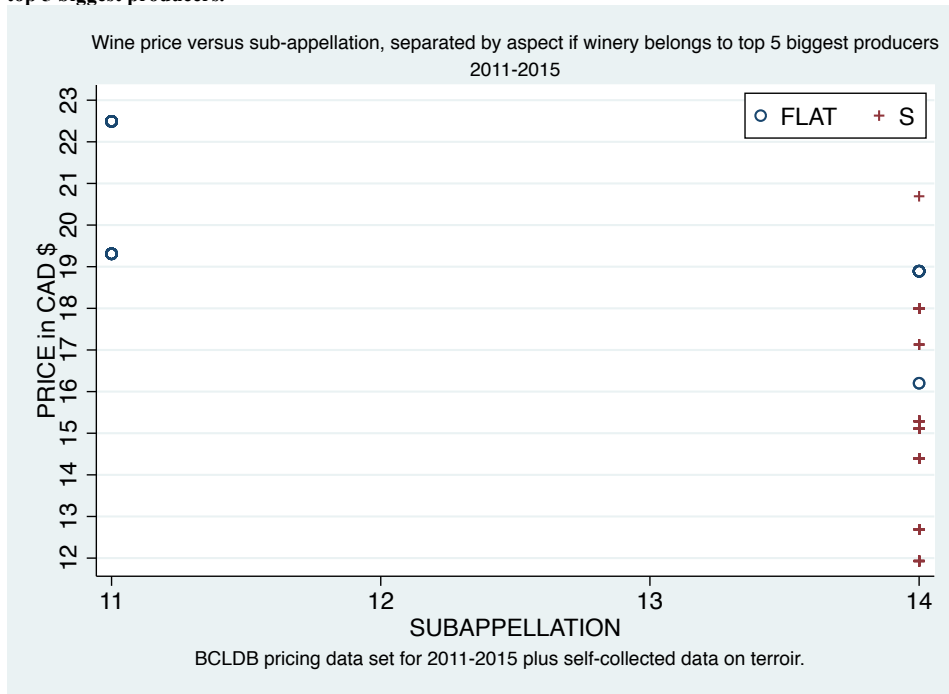 top 5 biggest producers.
Wine price versus sub-appellation, separated by aspect if winery belongs to top 5 biggest producers
2011-2015
FLAT S
PRICE in CAD $
23
22
21
20
19
18
17
16
15
14
13
12
11 12 13 14
SUBAPPELLATION
BCLDB pricing data set for 2011-2015 plus self-collected data on terroir.